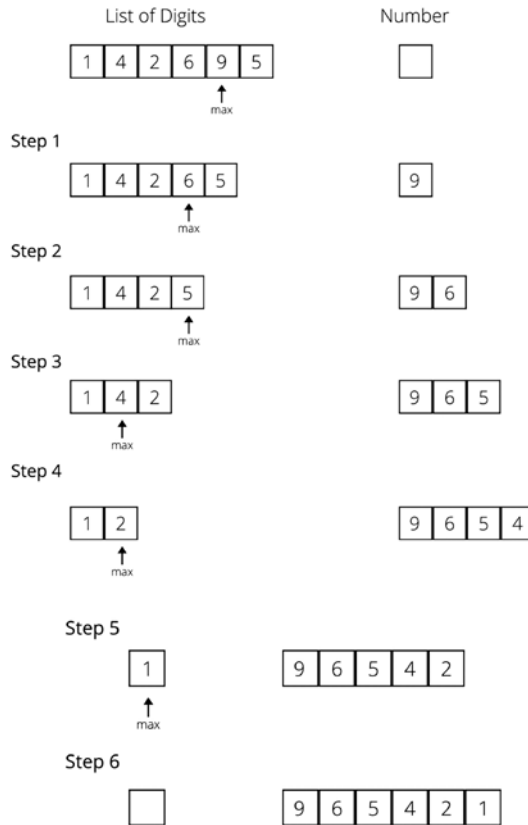 List of Digits Number
1 4 2 6 9 5
max
Step 1
1 4 2 6 5 9
max
Step 2
1 4 2 5 9 6
max
Step 3
1 4 2 9 6 5
max
Step 4
1 2 9 6 5 4
max
Step 5
1 9 6 5 4 2
max
Step 6
9 6 5 4 2 1